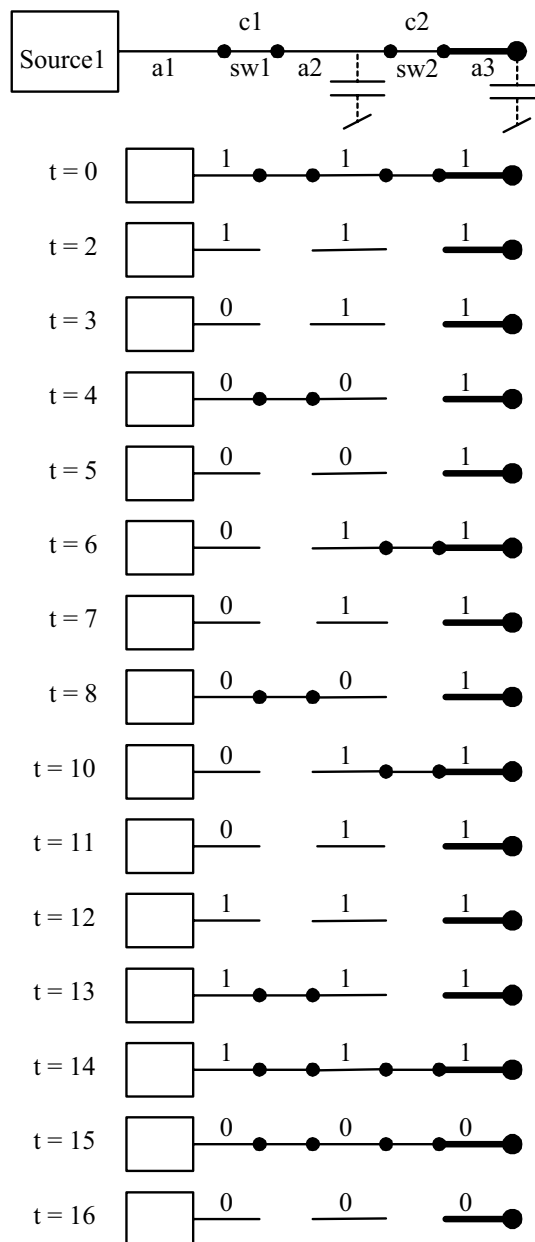 c1 c2
Source1
a1 sw1 a2 sw2 a3
t = 0 1 1 1
t = 2 1 1 1
t = 3 0 1 1
t = 4 0 0 1
t = 5 0 0 1
t = 6 0 1 1
t = 7 0 1 1
t = 8 0 0 1
t = 10 0 1 1
t = 11 0 1 1
t = 12 1 1 1
t = 13 1 1 1
t = 14 1 1 1
t = 15 0 0 0
t = 16 0 0 0